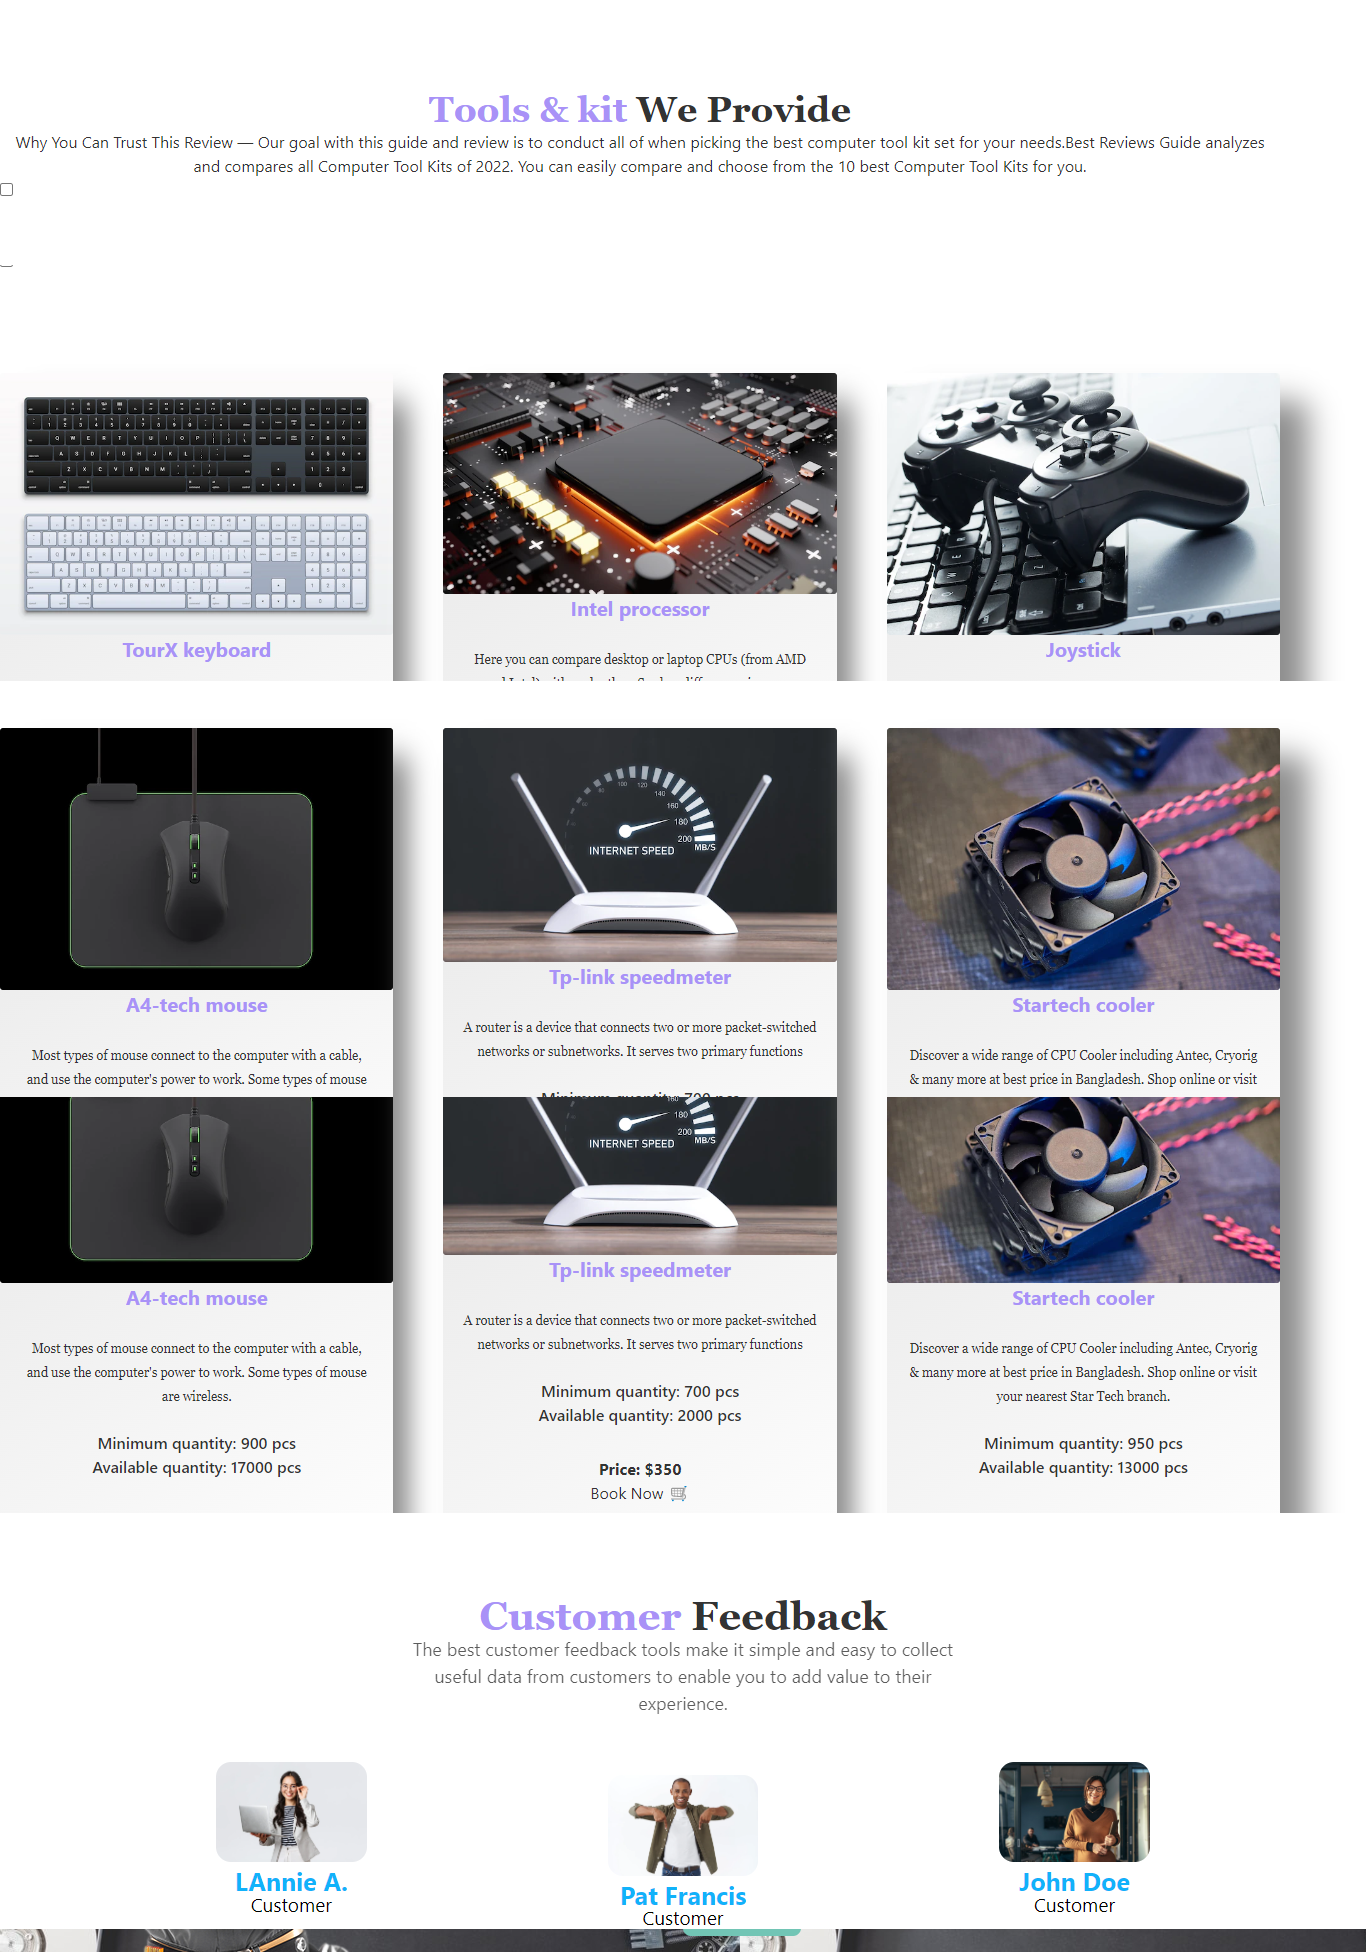 Tools & kit We Provide
Why You Can Trust This Review — Our goal with this guide and review is to conduct all of when picking the best computer tool kit set for your needs.Best Reviews Guide analyzes
and compares all Computer Tool Kits of 2022. You can easily compare and choose from the 10 best Computer Tool Kits for you.
TourX keyboard
Intel processor
Here you can compare desktop or laptop CPUs (from AMD
Joystick
120
140
160
180
200
MB/S
INTERNET SPEED
A4-tech mouse
Most types of mouse connect to the computer with a cable,
and use the computer's power to work. Some types of mouse
Tp-link speedmeter
A router is a device that connects two or more packet-switched
networks or subnetworks. It serves two primary functions
Minimum quantity: 700 pcs
Startech cooler
Discover a wide range of CPU Cooler including Antec, Cryorig
& many more at best price in Bangladesh. Shop online or visit
180
200
MB/S
INTERNET SPEED
A4-tech mouse
Most types of mouse connect to the computer with a cable,
and use the computer's power to work. Some types of mouse
are wireless.
Minimum quantity: 900 pcs
Available quantity: 17000 pcs
Tp-link speedmeter
A router is a device that connects two or more packet-switched
networks or subnetworks. It serves two primary functions
Minimum quantity: 700 pcs
Available quantity: 2000 pcs
Price: $350
Book Now 🛒
Startech cooler
Discover a wide range of CPU Cooler including Antec, Cryorig
& many more at best price in Bangladesh. Shop online or visit
your nearest Star Tech branch.
Minimum quantity: 950 pcs
Available quantity: 13000 pcs
Customer Feedback
The best customer feedback tools make it simple and easy to collect
useful data from customers to enable you to add value to their
experience.
LAnnie A.
Customer
Pat Francis
Customer
John Doe
Customer